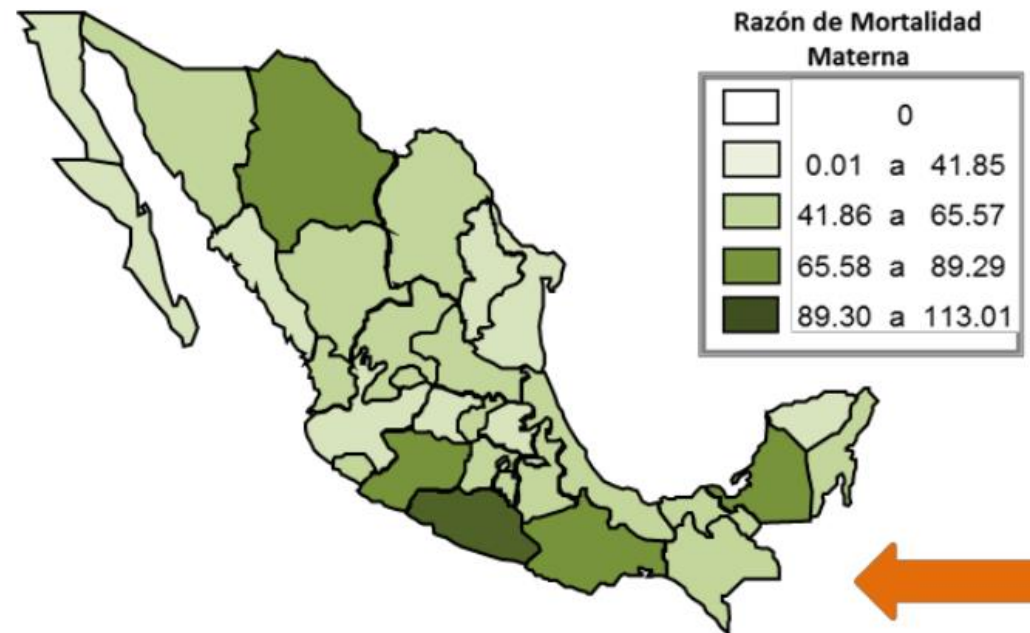 Razón de Mortalidad
Materna
0
0.01 a 41.85
41.86 a 65.57
65.58 a 89.29
89.30 a 113.01